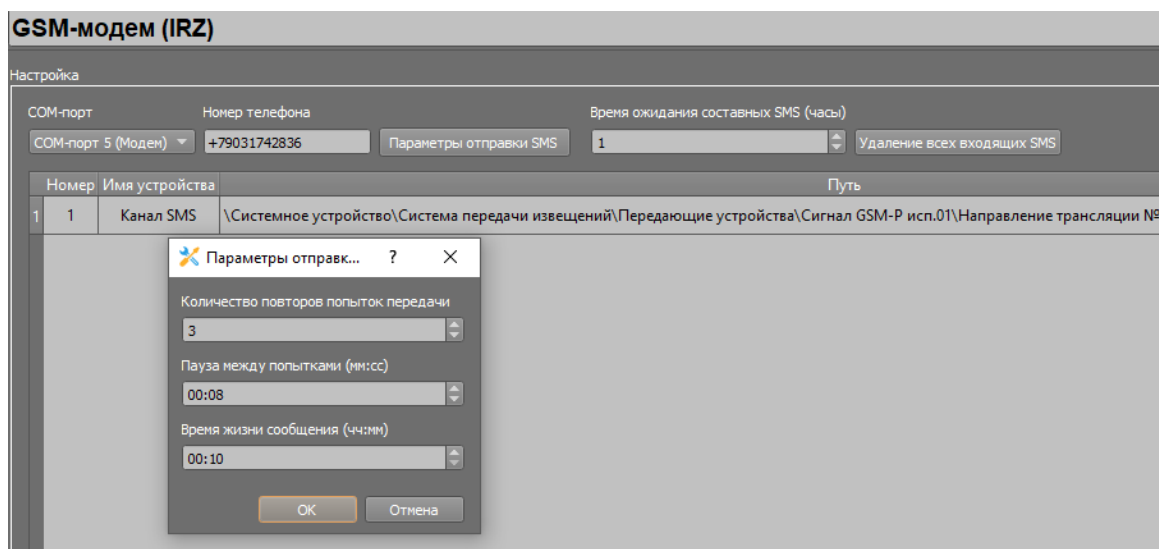 GSM-модем (IRZ)
Настройка
COM-порт Номер телефона Время ожидания составных SMS (часы)
COM-порт 5 (Модем) +79031742836 Параметры отправки SMS 1 Удаление всех входящих SMS
Номер Имя устройства Путь
1 1 Канал SMS \Системное устройство\Система передачи извещений\Передающие устройства\Сигнал GSM-P исп.01\Направление трансляции №
Параметры отправк... ? ×
Количество повторов попыток передачи
3
Пауза между попытками (мм:сс)
00:08
Время жизни сообщения (чч:мм)
00:10
OK Отмена